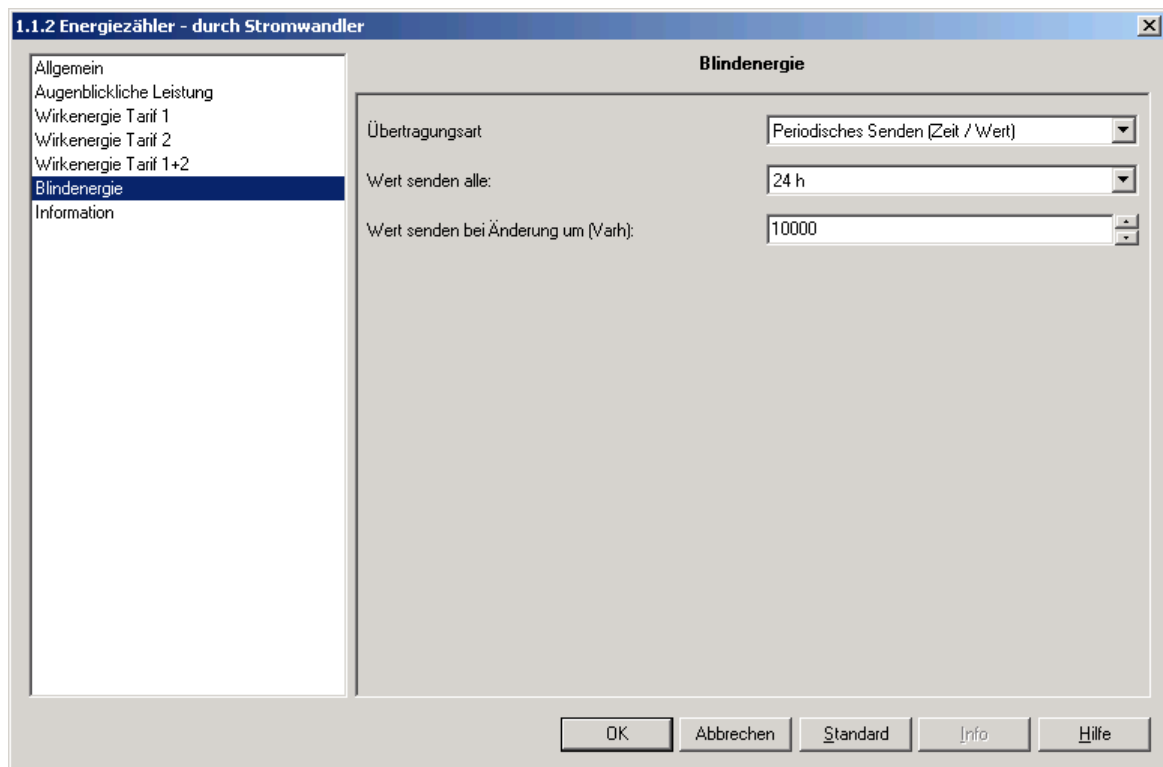 1.1.2 Energiezähler - durch Stromwandler
Allgemein
Augenblickliche Leistung
Wirkenergie Tarif 1
Wirkenergie Tarif 2
Wirkenergie Tarif 1+2
Blindenergie
Information
Blindenergie
Übertragungsart
Periodisches Senden (Zeit / Wert)
Wert senden alle:
24 h
Wert senden bei Änderung um (Varh):
10000
OK
Abbrechen
Standard
Info
Hilfe